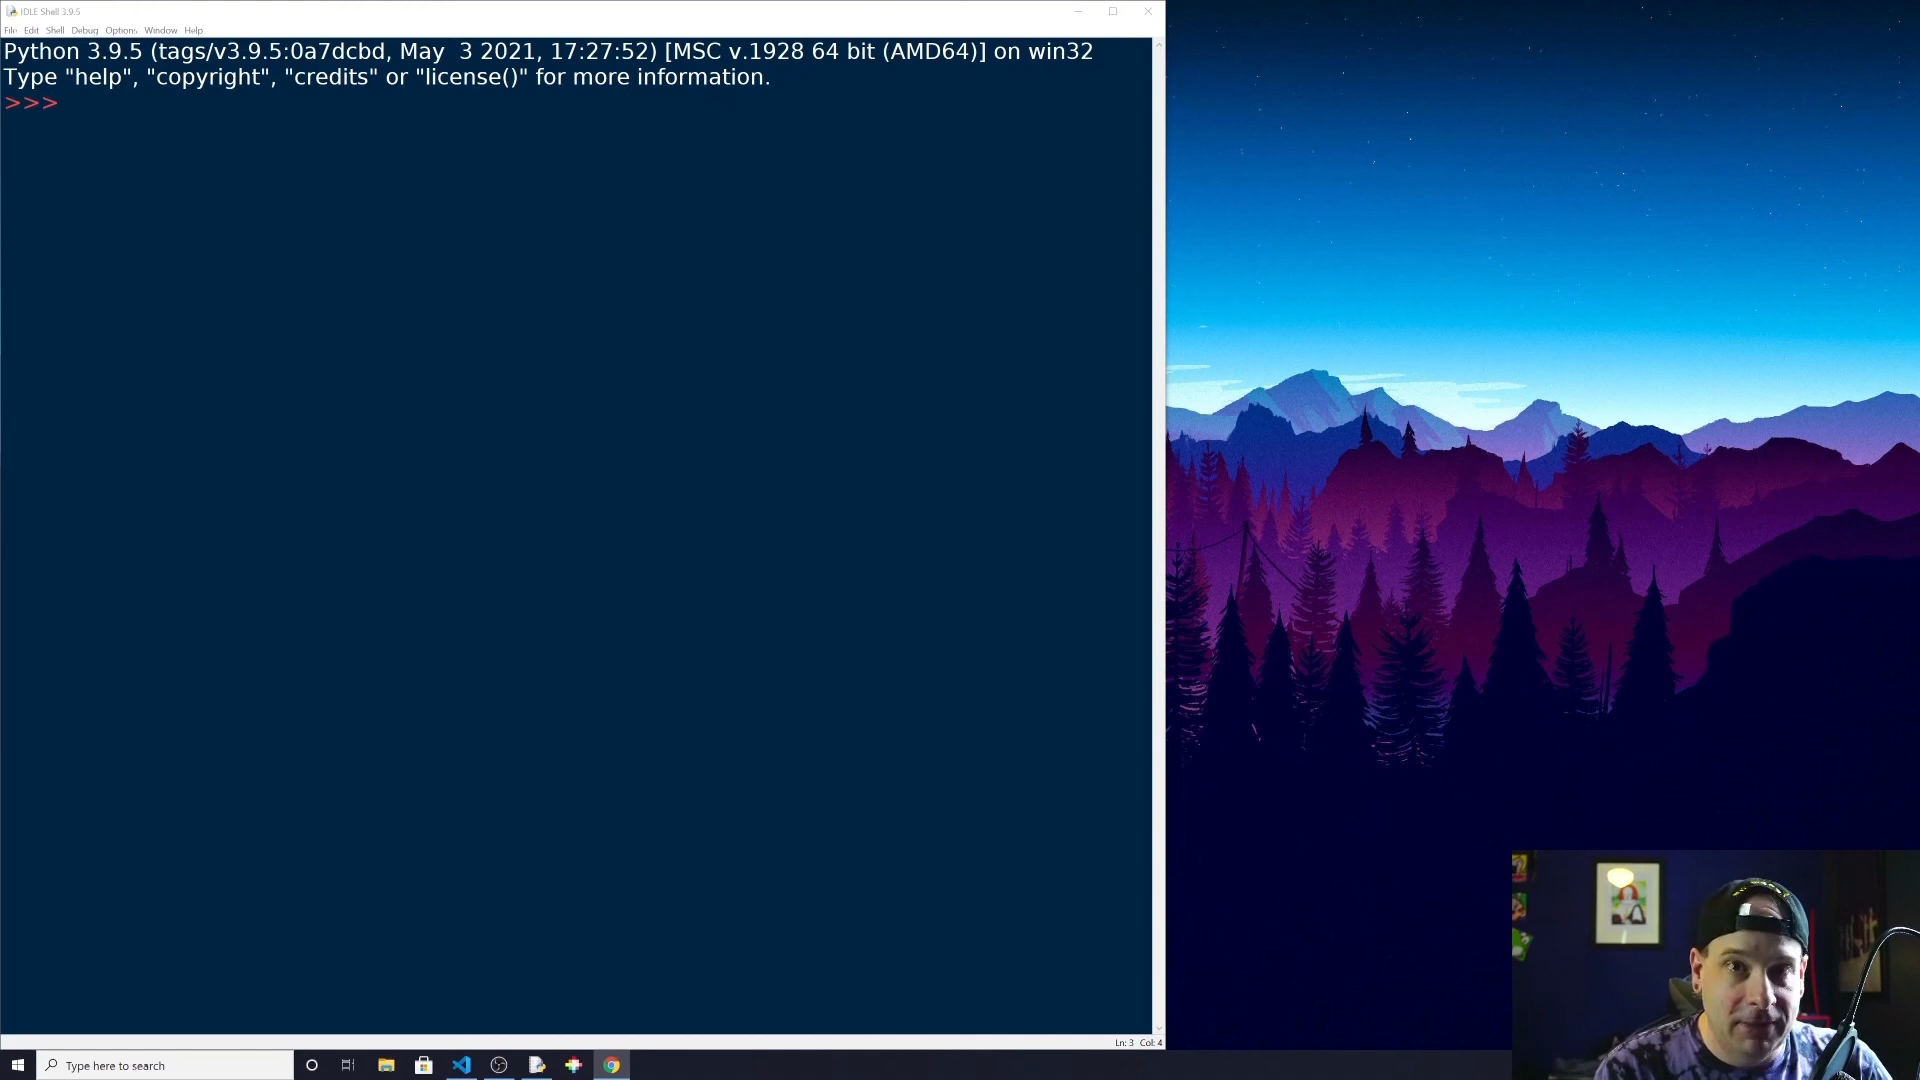 IDLE Shell 3.9.5
File Edit Shell Debug Options Window Help
Python 3.9.5 (tags/v3.9.5:0a7dcbd, May  3 2021, 17:27:52) [MSC v.1928 64 bit (AMD64)] on win32
Type "help", "copyright", "credits" or "license()" for more information.
>>>
Ln: 3 Col: 4
Type here to search